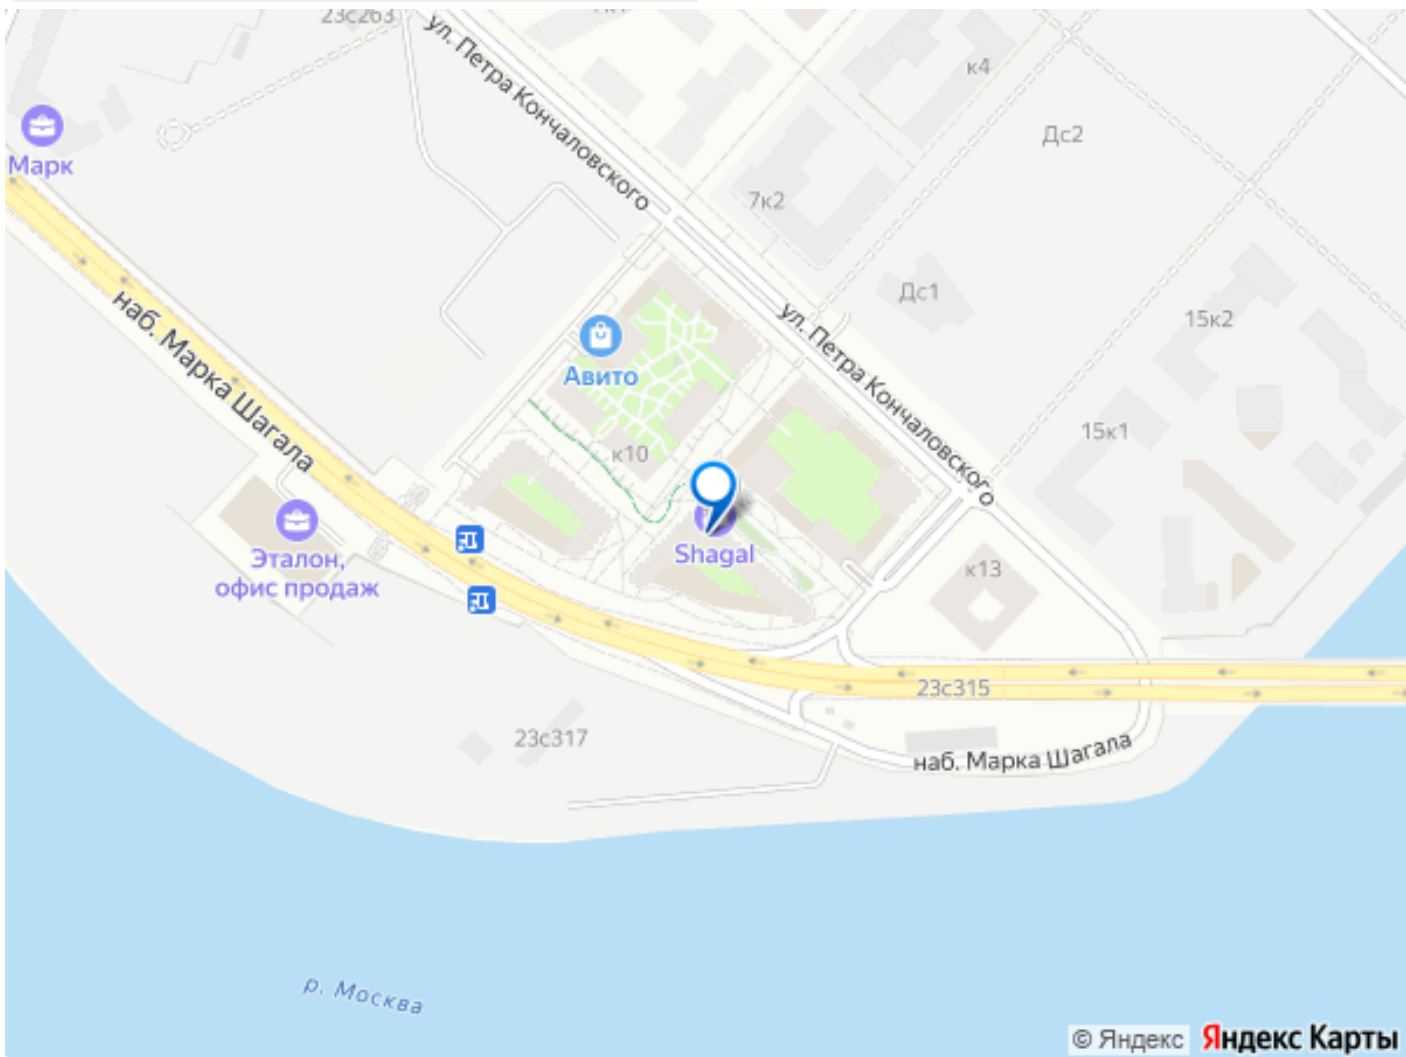 23с263
ул. Петра Кончаловского
к4
Марк
Дс2
7к2
Дс1
ул. Петра Кончаловского
15к2
наб. Марка Шагала
Авито
15к1
к10
Shagal
Эталон,
офис продаж
к13
23с315
23с317
наб. Марка Шагала
р. Москва
© Яндекс
Яндекс Карты